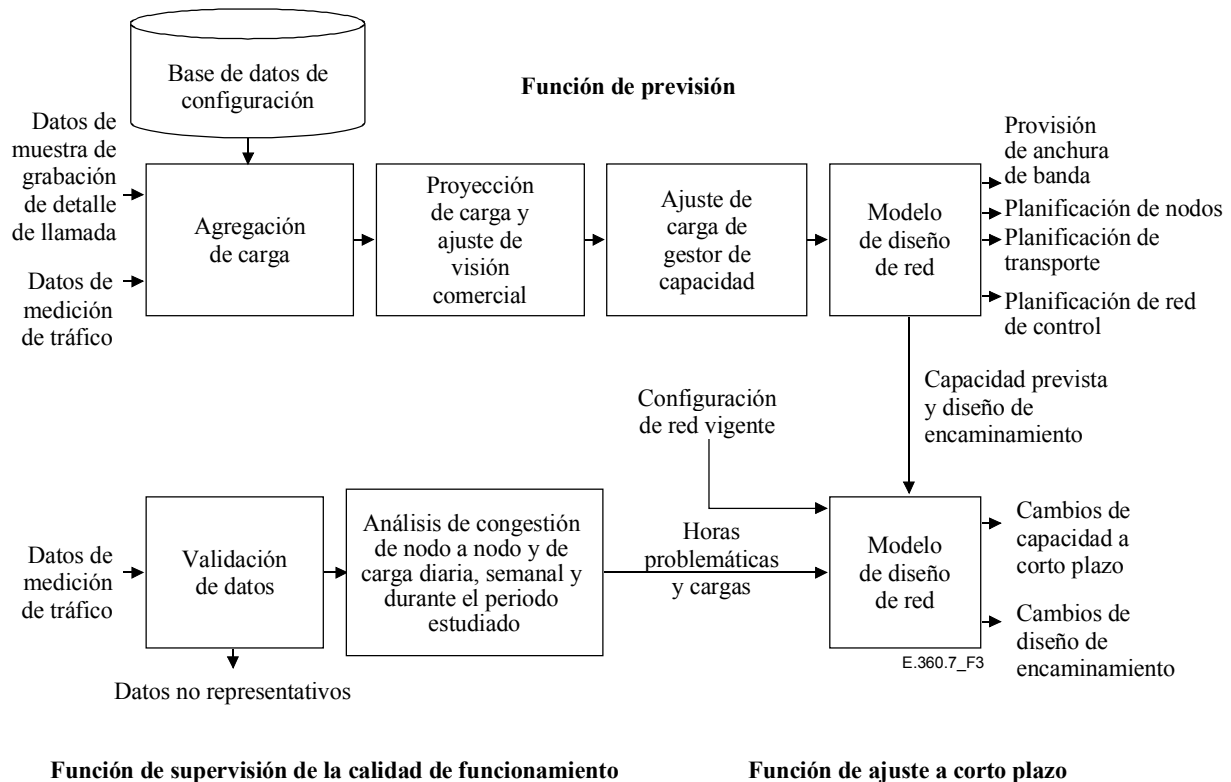 Base de datos de
configuración
Función de previsión
Datos de
muestra de
grabación
de detalle
de llamada
Datos de
medición
de tráfico
Agregación
de carga
Proyección
de carga y
ajuste de
visión
comercial
Ajuste de
carga de
gestor de
capacidad
Modelo
de diseño
de red
Provisión
de anchura
de banda
Planificación de nodos
Planificación de
transporte
Planificación de red
de control
Capacidad prevista
y diseño de
encaminamiento
Configuración
de red vigente
Datos de
medición
de tráfico
Validación
de datos
Análisis de congestión
de nodo a nodo y de
carga diaria, semanal y
durante el periodo
estudiado
Horas
problemáticas
y cargas
Modelo
de diseño
de red
Cambios de
capacidad a
corto plazo
Cambios de
diseño de
encaminamiento
E.360.7_F3
Datos no representativos
Función de supervisión de la calidad de funcionamiento
Función de ajuste a corto plazo